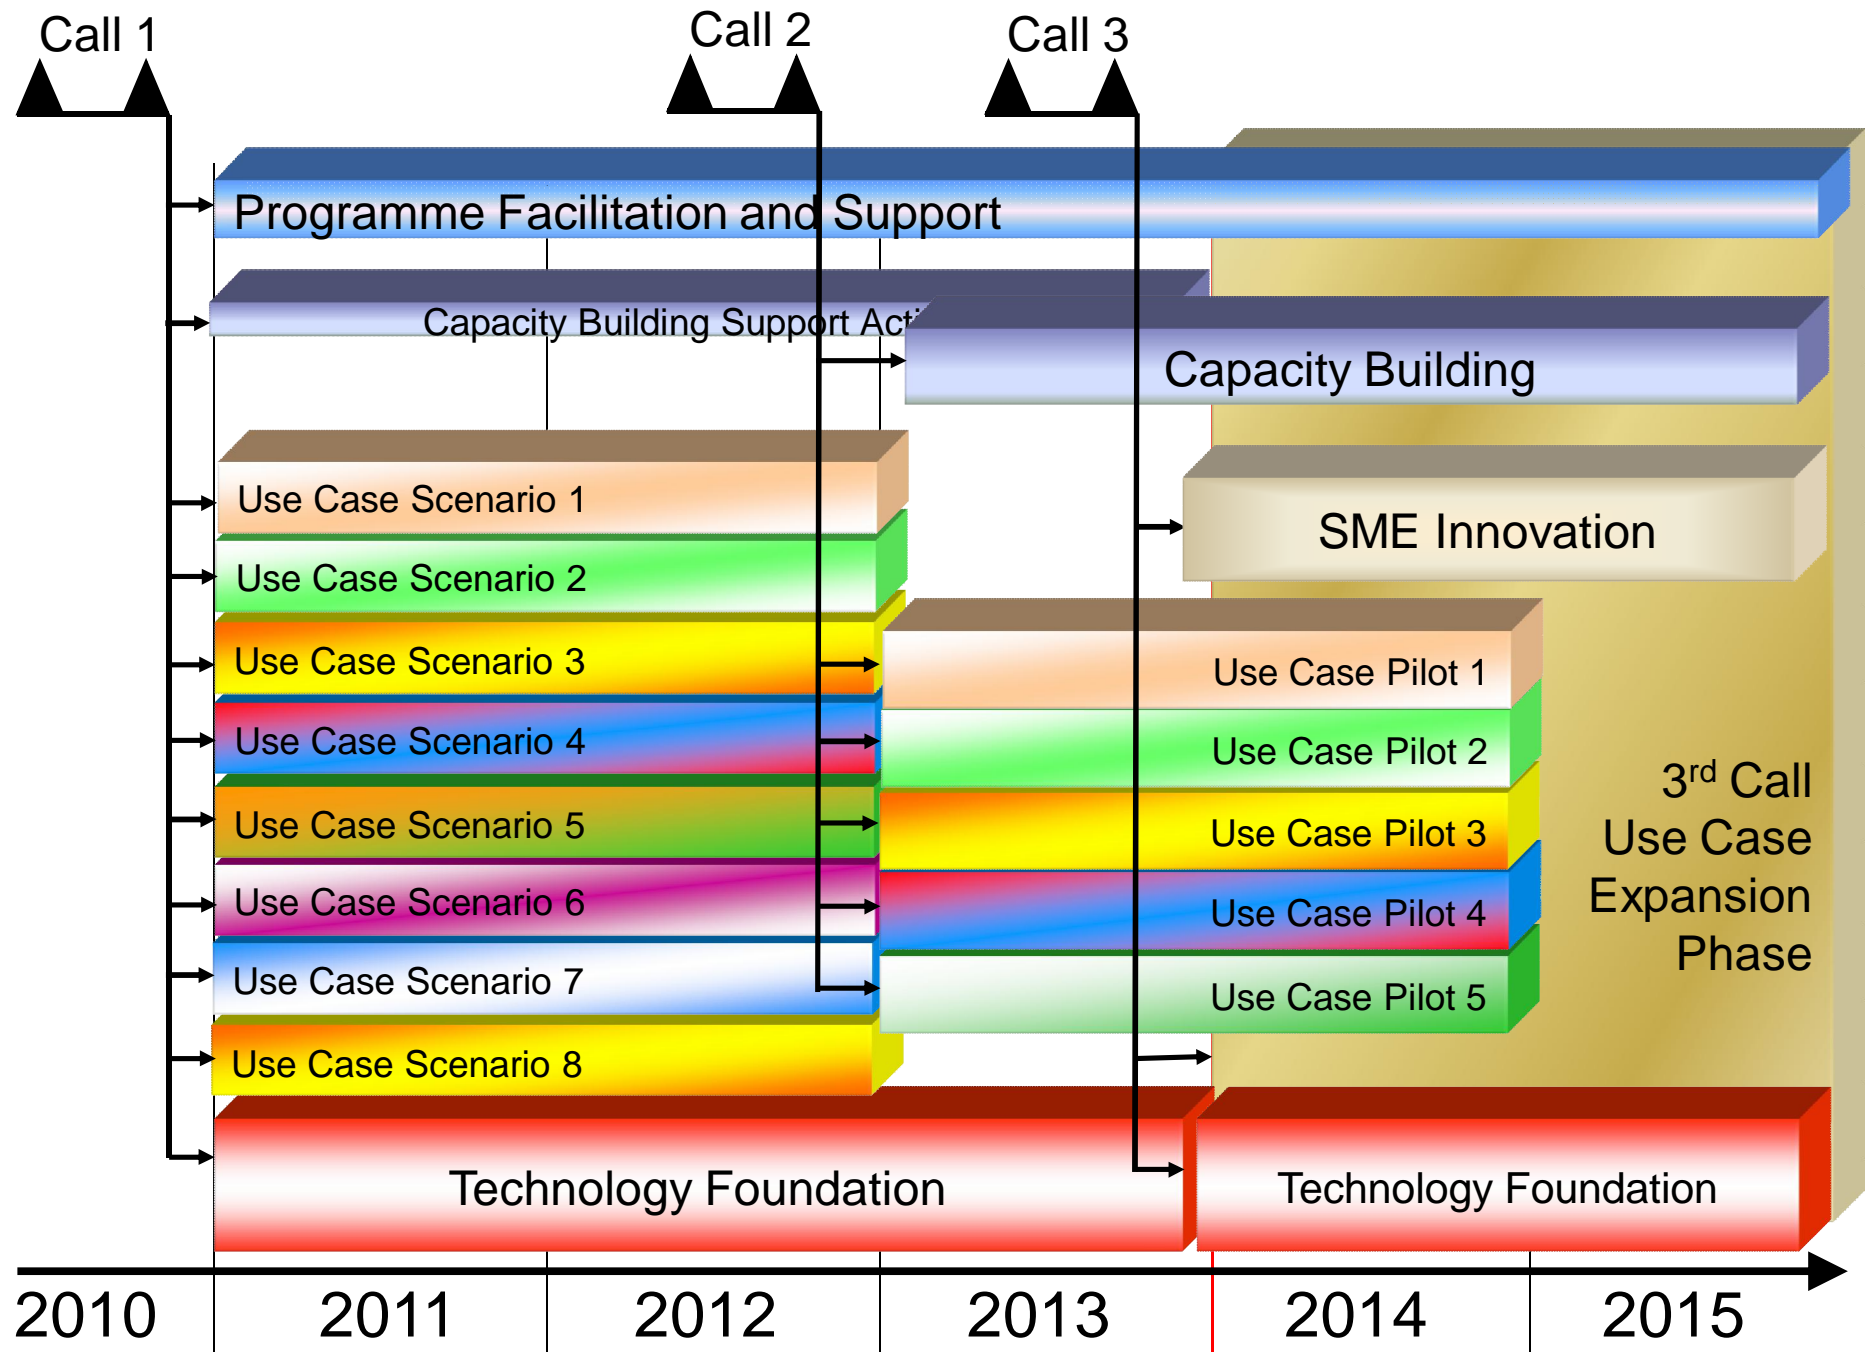 Call 1
Call 2
Call 3
Programme Facilitation and Support
Capacity Building Support Acti
Capacity Building
Use Case Scenario 1
SME Innovation
Use Case Scenario 2
Use Case Scenario 3
Use Case Pilot 1
Use Case Scenario 4
Use Case Pilot 2
Use Case Scenario 5
Use Case Pilot 3
Use Case Scenario 6
Use Case Pilot 4
Use Case Scenario 7
Use Case Pilot 5
Use Case Scenario 8
3rd Call
Use Case
Expansion
Phase
Technology Foundation
Technology Foundation
2010
2011
2012
2013
2014
2015